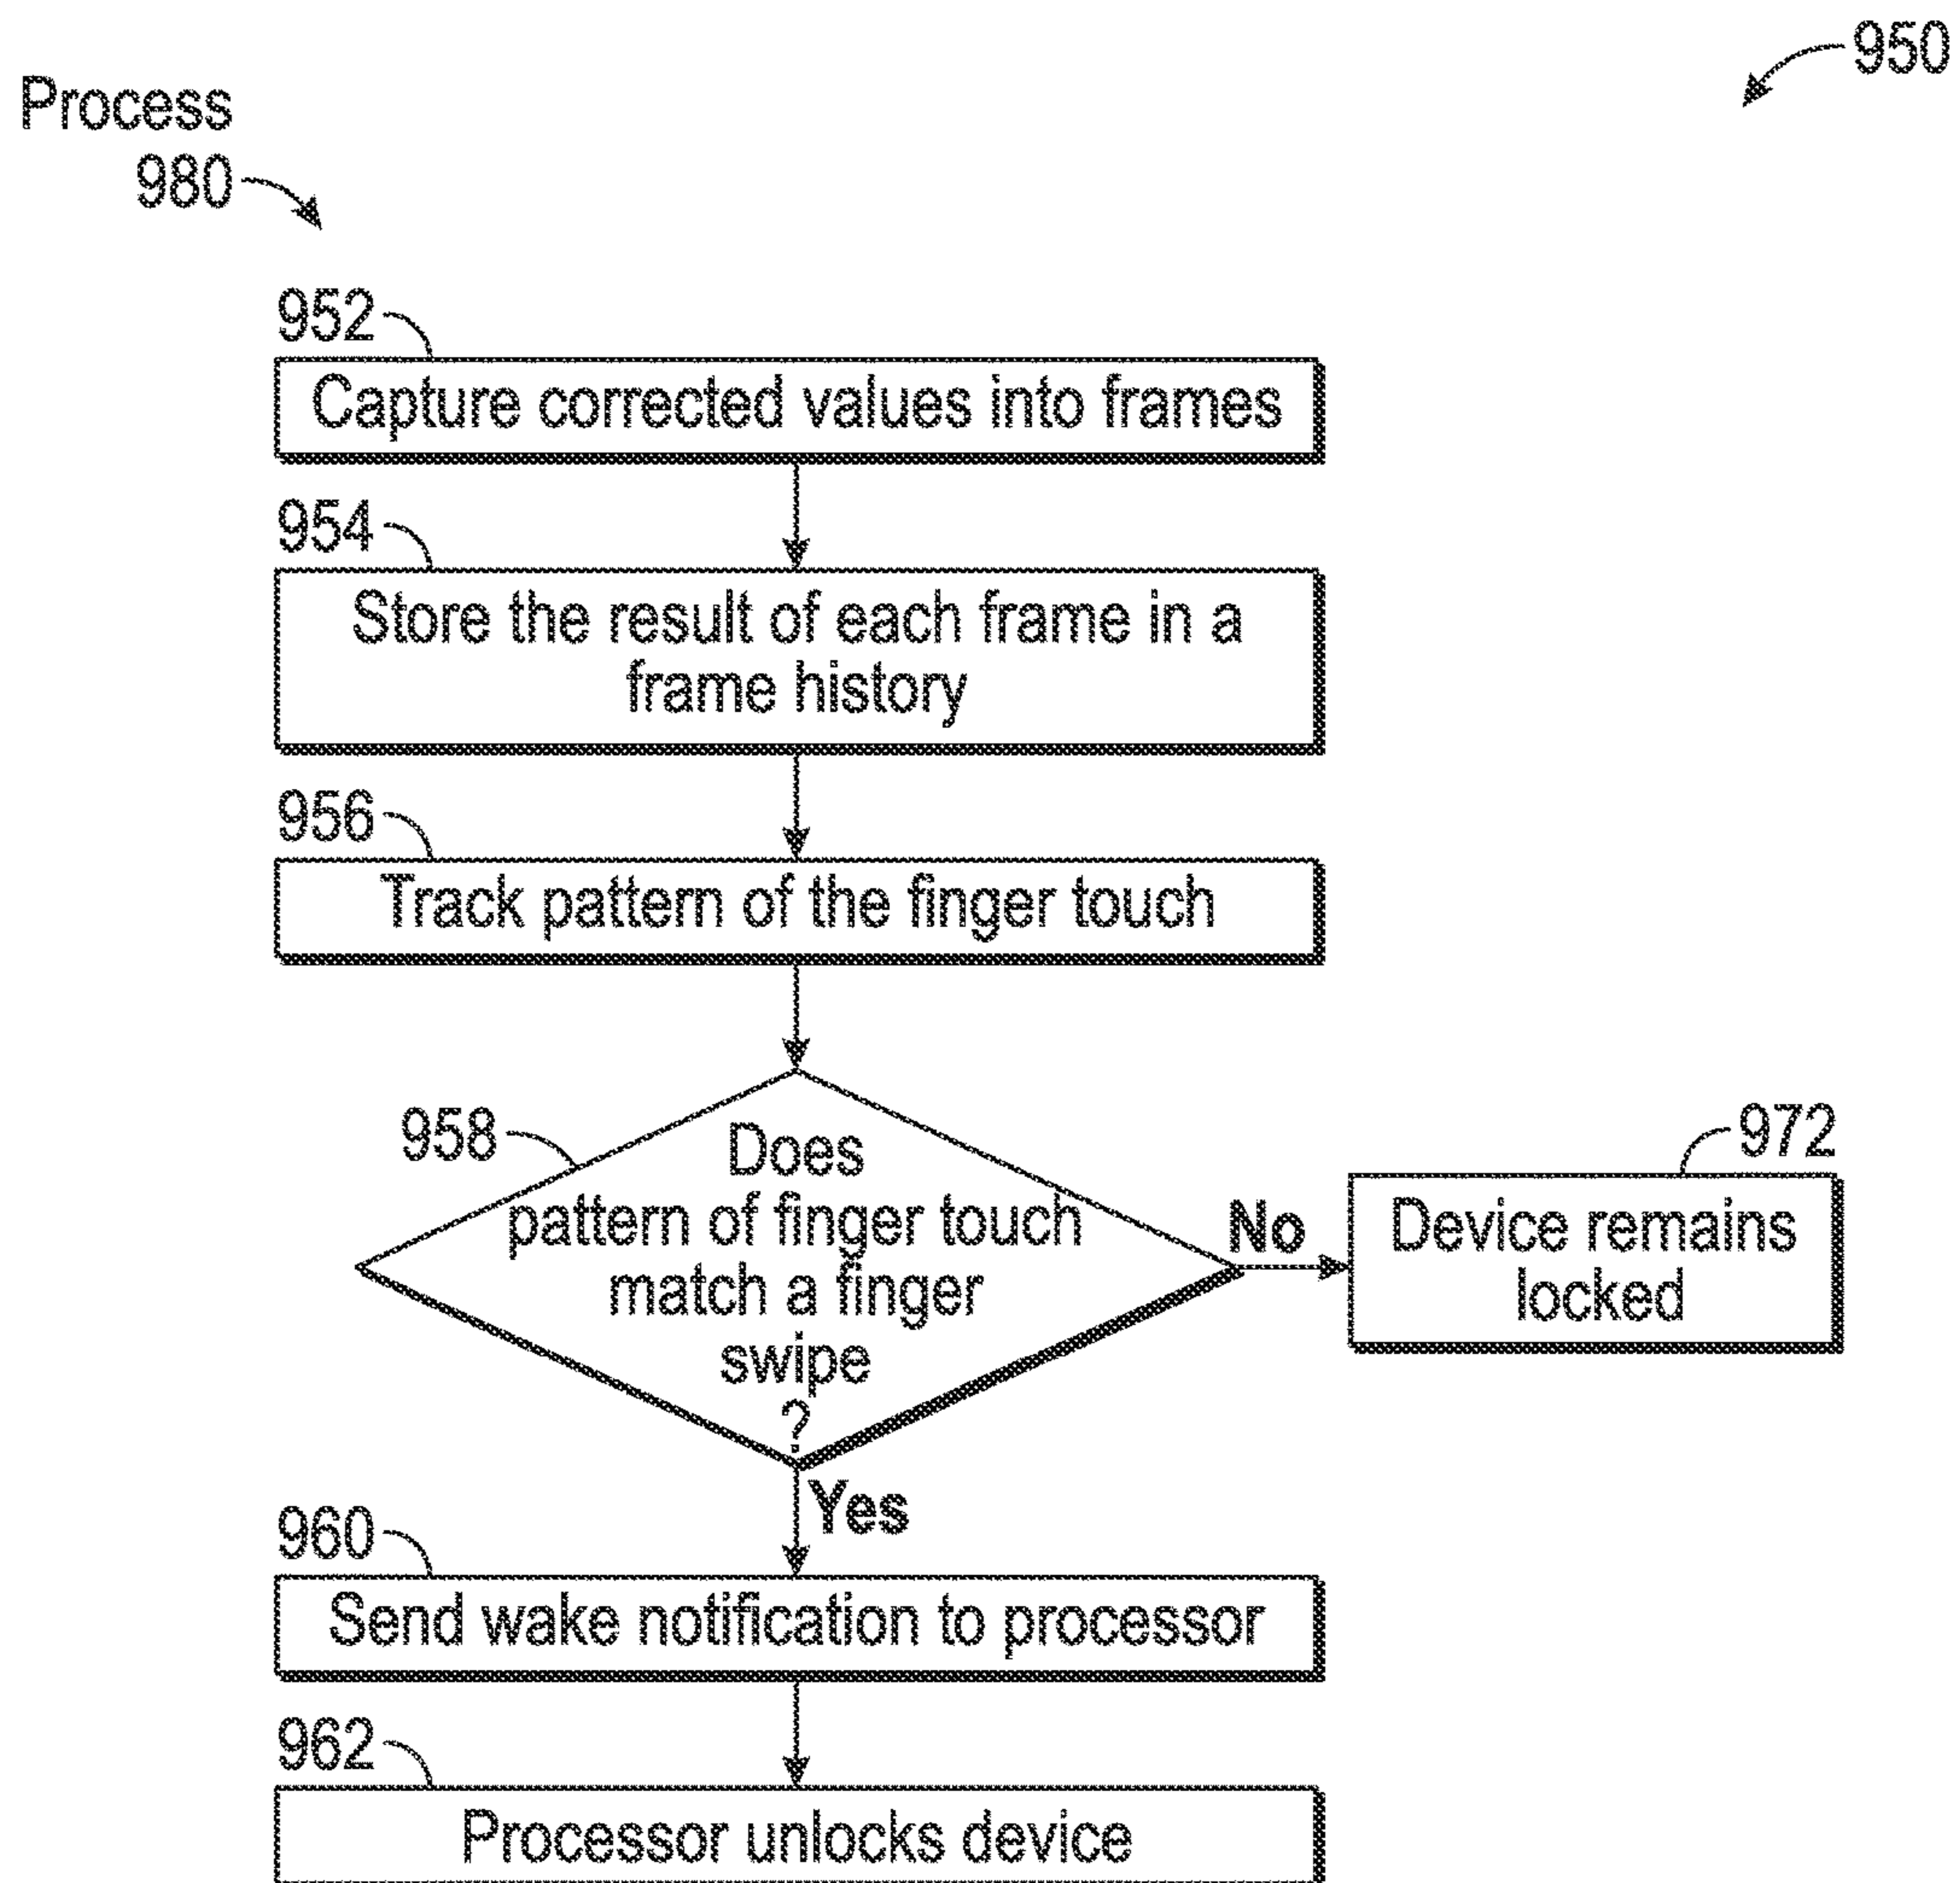 950
Process
980
952
Capture corrected values into frames
954
Store the result of each frame in a
frame history
956
Track pattern of the finger touch
958
Does
pattern of finger touch
match a finger
swipe
?
No
972
Device remains
locked
Yes
960
Send wake notification to processor
962
Processor unlocks device